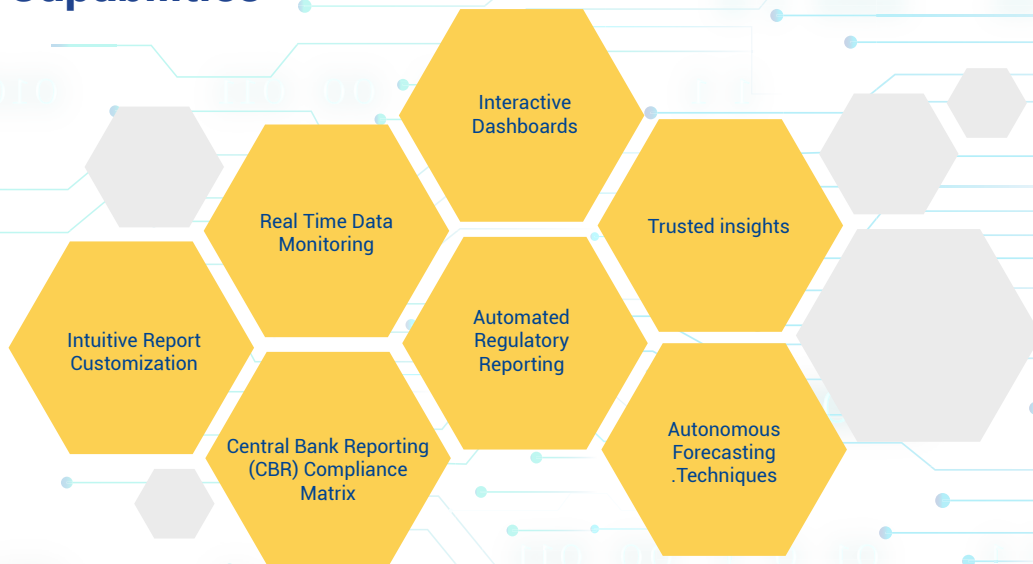 Capabilities
Interactive
Dashboards
Real Time Data
Monitoring
Trusted insights
Intuitive Report
Customization
Automated
Regulatory
Reporting
Central Bank Reporting
(CBR) Compliance
Matrix
Autonomous
Forecasting
.Techniques